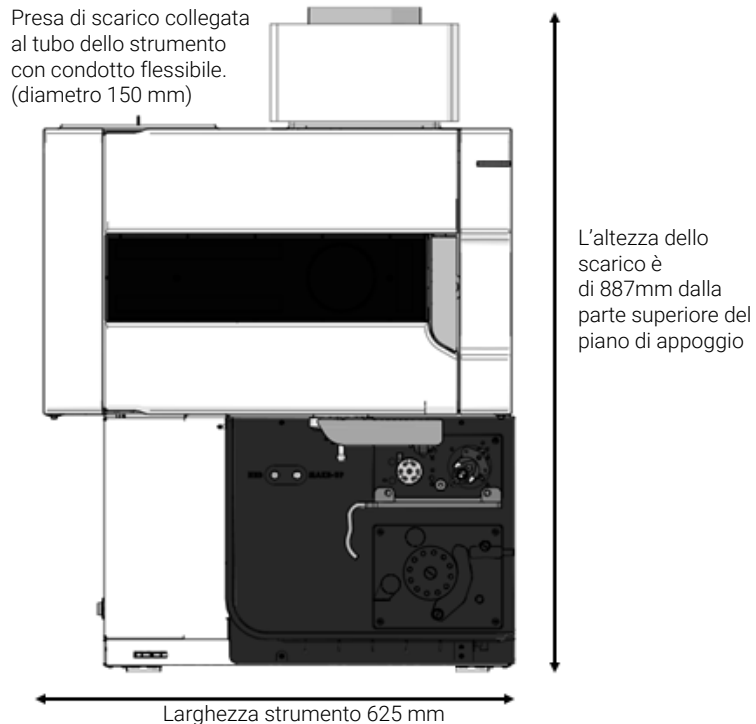 Presa di scarico collegata
al tubo dello strumento
con condotto flessibile.
(diametro 150 mm)
L'altezza dello
scarico è
di 887mm dalla
parte superiore del
piano di appoggio
Larghezza strumento 625 mm